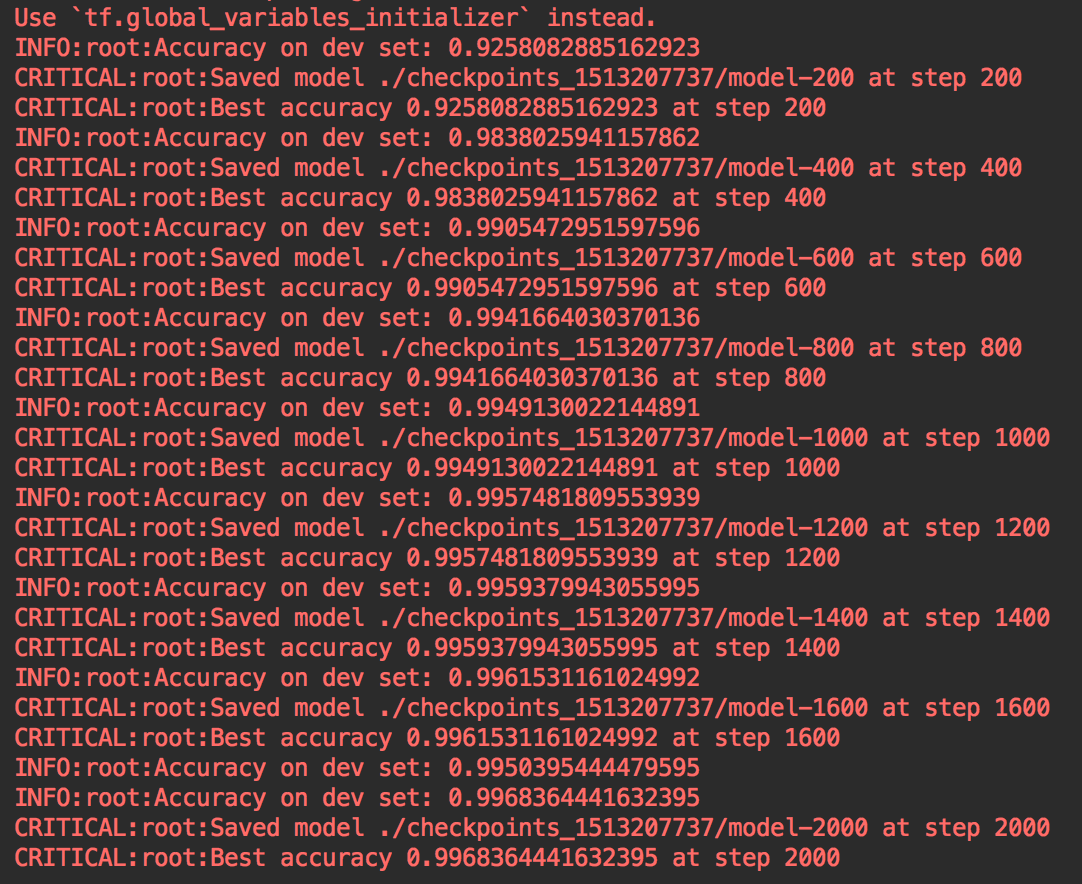 Use `tf.global_variables_initializer` instead.
INFO:root:Accuracy on dev set: 0.9258082885162923
CRITICAL:root:Saved model ./checkpoints_1513207737/model-200 at step 200
CRITICAL:root:Best accuracy 0.9258082885162923 at step 200
INFO:root:Accuracy on dev set: 0.9838025941157862
CRITICAL:root:Saved model ./checkpoints_1513207737/model-400 at step 400
CRITICAL:root:Best accuracy 0.9838025941157862 at step 400
INFO:root:Accuracy on dev set: 0.9905472951597596
CRITICAL:root:Saved model ./checkpoints_1513207737/model-600 at step 600
CRITICAL:root:Best accuracy 0.9905472951597596 at step 600
INFO:root:Accuracy on dev set: 0.9941664030370136
CRITICAL:root:Saved model ./checkpoints_1513207737/model-800 at step 800
CRITICAL:root:Best accuracy 0.9941664030370136 at step 800
INFO:root:Accuracy on dev set: 0.9949130022144891
CRITICAL:root:Saved model ./checkpoints_1513207737/model-1000 at step 1000
CRITICAL:root:Best accuracy 0.9949130022144891 at step 1000
INFO:root:Accuracy on dev set: 0.9957481809553939
CRITICAL:root:Saved model ./checkpoints_1513207737/model-1200 at step 1200
CRITICAL:root:Best accuracy 0.9957481809553939 at step 1200
INFO:root:Accuracy on dev set: 0.9959379943055995
CRITICAL:root:Saved model ./checkpoints_1513207737/model-1400 at step 1400
CRITICAL:root:Best accuracy 0.9959379943055995 at step 1400
INFO:root:Accuracy on dev set: 0.9961531161024992
CRITICAL:root:Saved model ./checkpoints_1513207737/model-1600 at step 1600
CRITICAL:root:Best accuracy 0.9961531161024992 at step 1600
INFO:root:Accuracy on dev set: 0.9950395444479595
INFO:root:Accuracy on dev set: 0.9968364441632395
CRITICAL:root:Saved model ./checkpoints_1513207737/model-2000 at step 2000
CRITICAL:root:Best accuracy 0.9968364441632395 at step 2000